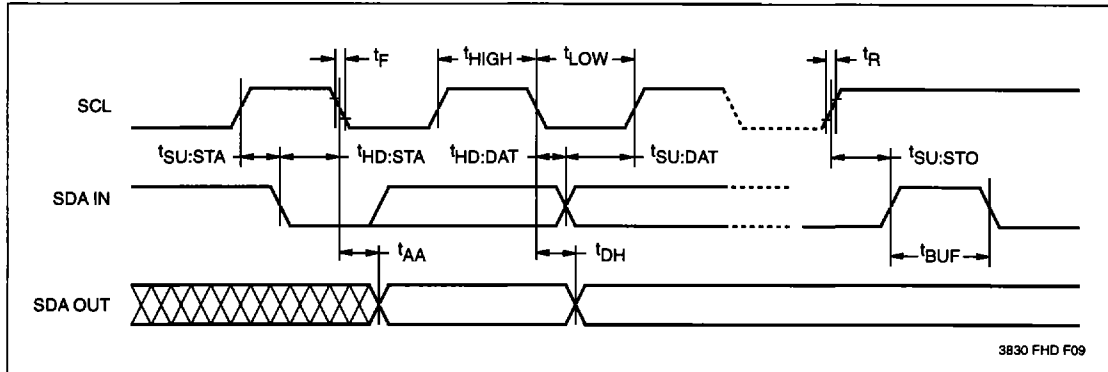 tF tHIGH tLOW tR
SCL
tSU:STA tHD:STA tHD:DAT tSU:DAT tSU:STO
SDA IN
tAA tDH tBUF
SDA OUT
3830 FHD F09